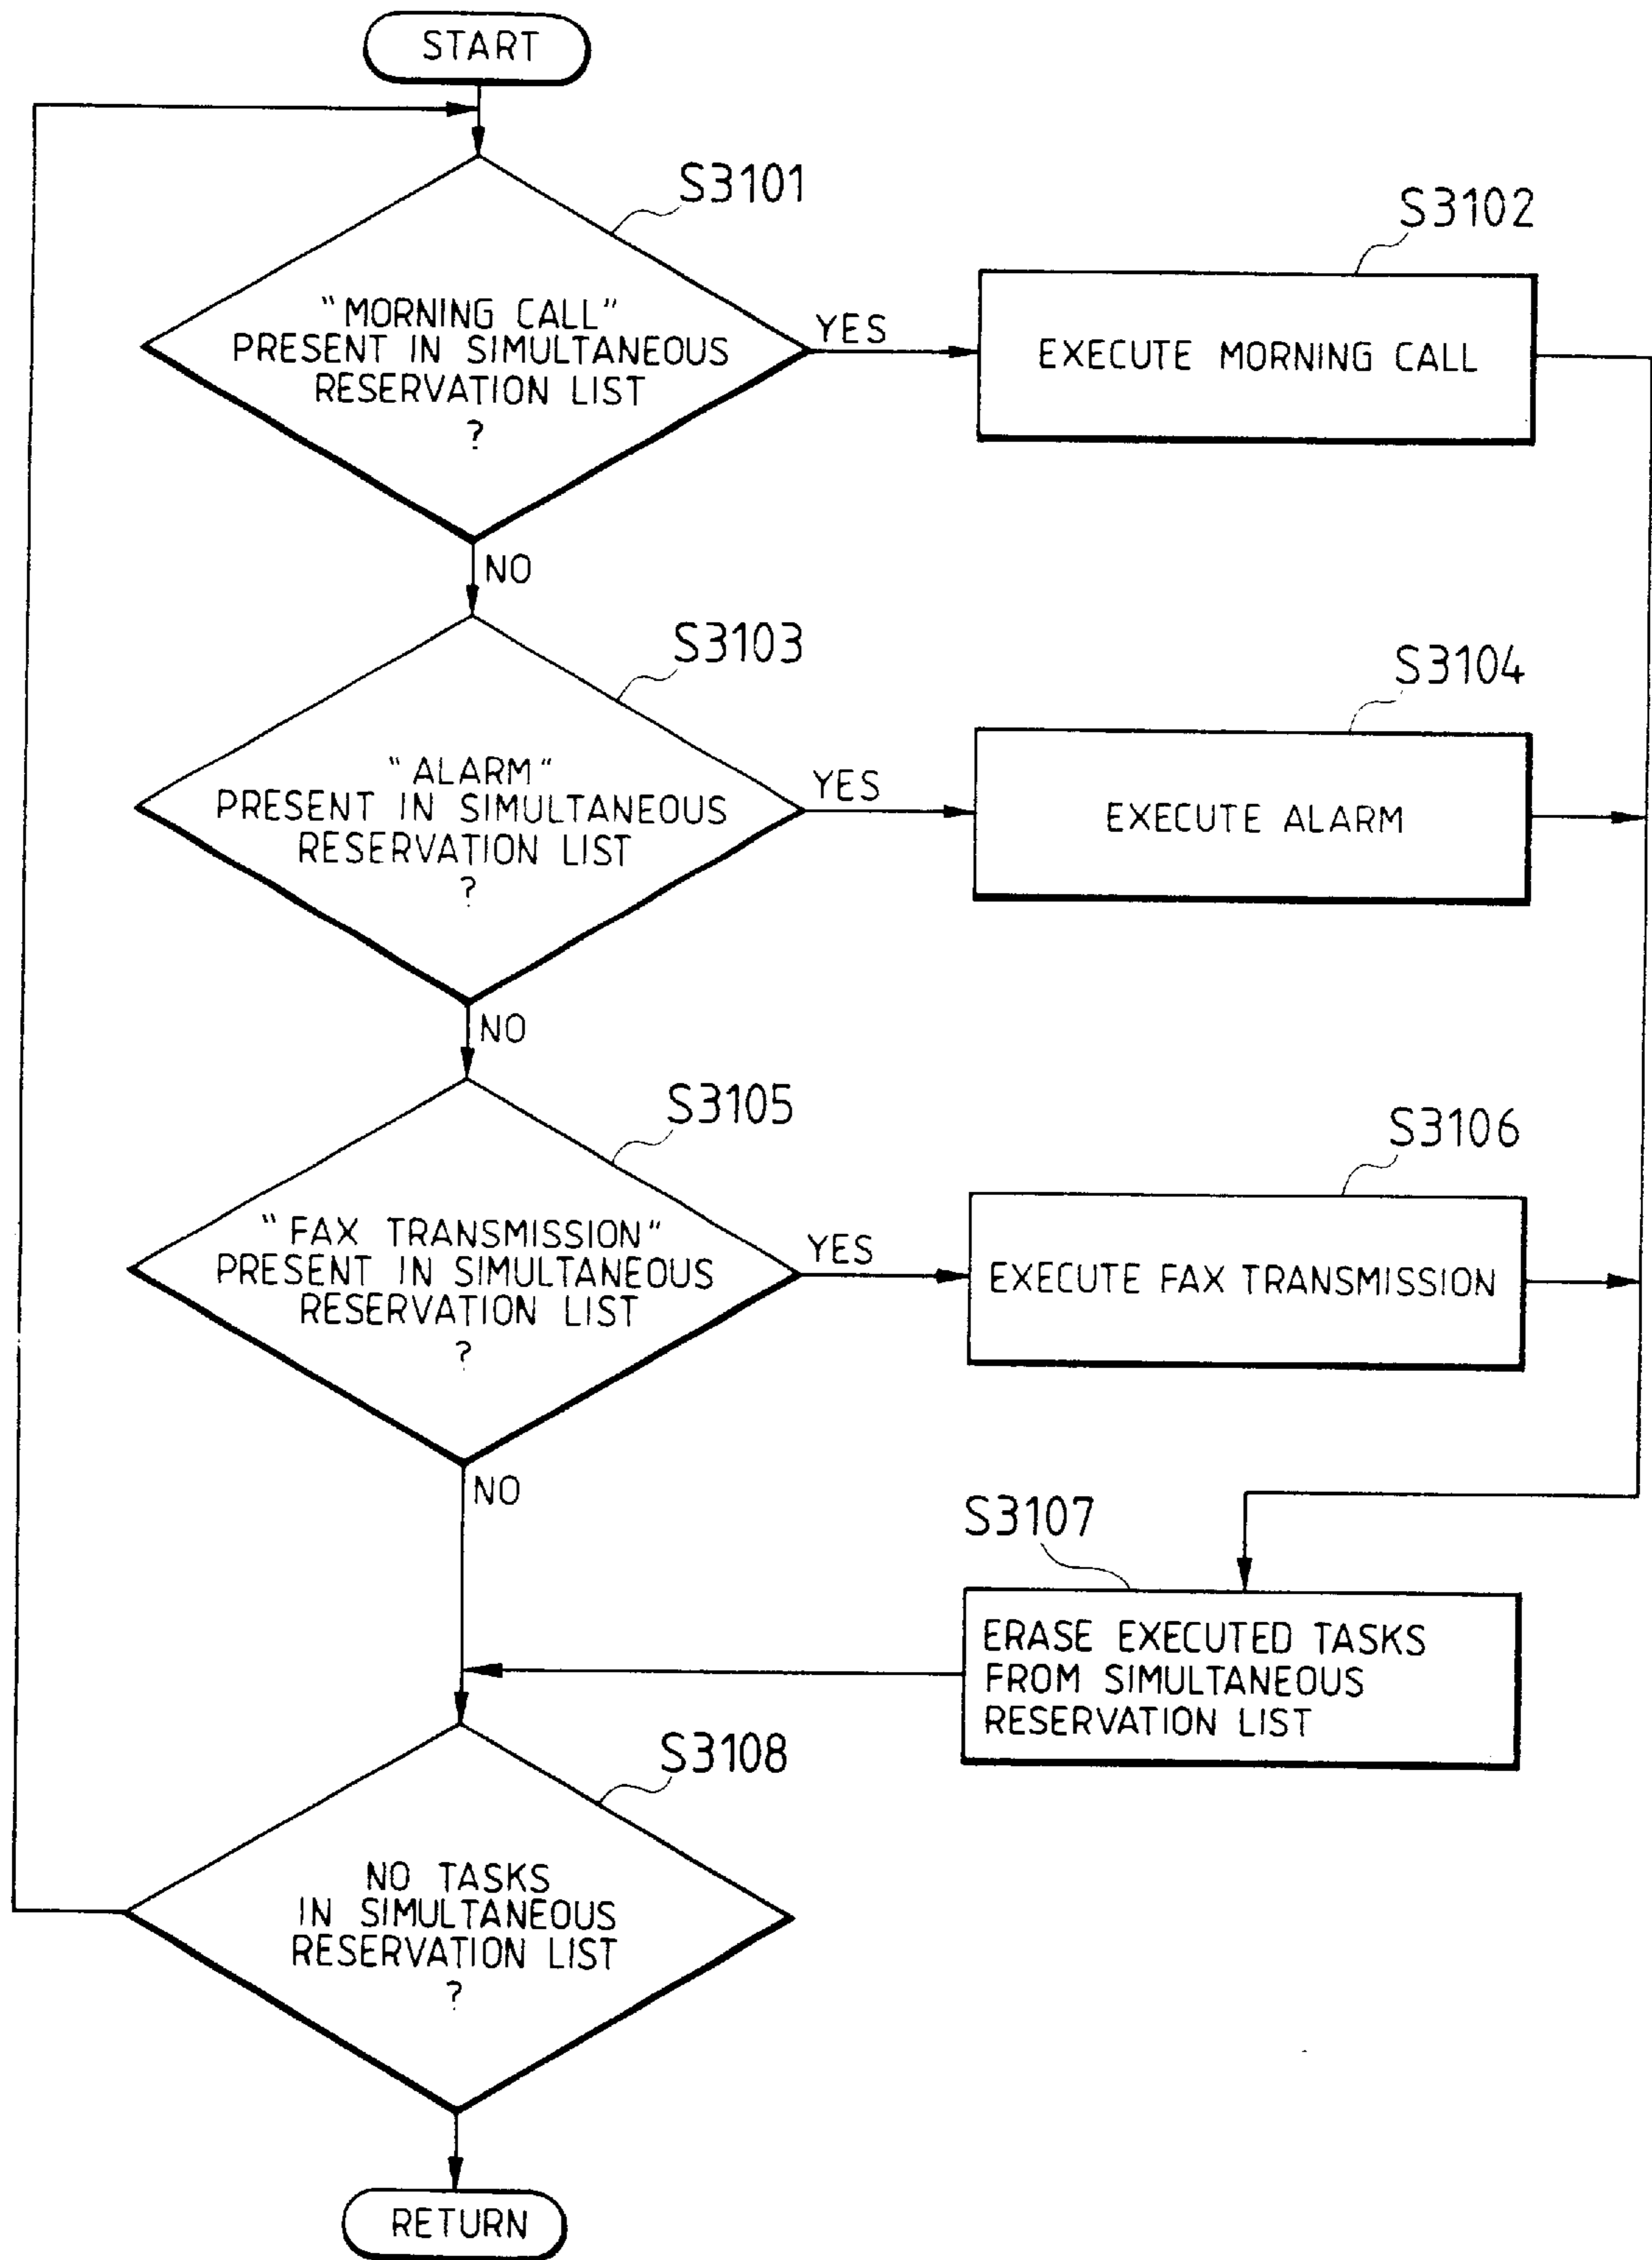 START
S3101
"MORNING CALL"
PRESENT IN SIMULTANEOUS
RESERVATION LIST
?
YES
S3102
EXECUTE MORNING CALL
NO
S3103
"ALARM"
PRESENT IN SIMULTANEOUS
RESERVATION LIST
?
YES
S3104
EXECUTE ALARM
NO
S3105
"FAX TRANSMISSION"
PRESENT IN SIMULTANEOUS
RESERVATION LIST
?
YES
S3106
EXECUTE FAX TRANSMISSION
NO
S3107
ERASE EXECUTED TASKS
FROM SIMULTANEOUS
RESERVATION LIST
S3108
NO TASKS
IN SIMULTANEOUS
RESERVATION LIST
?
RETURN